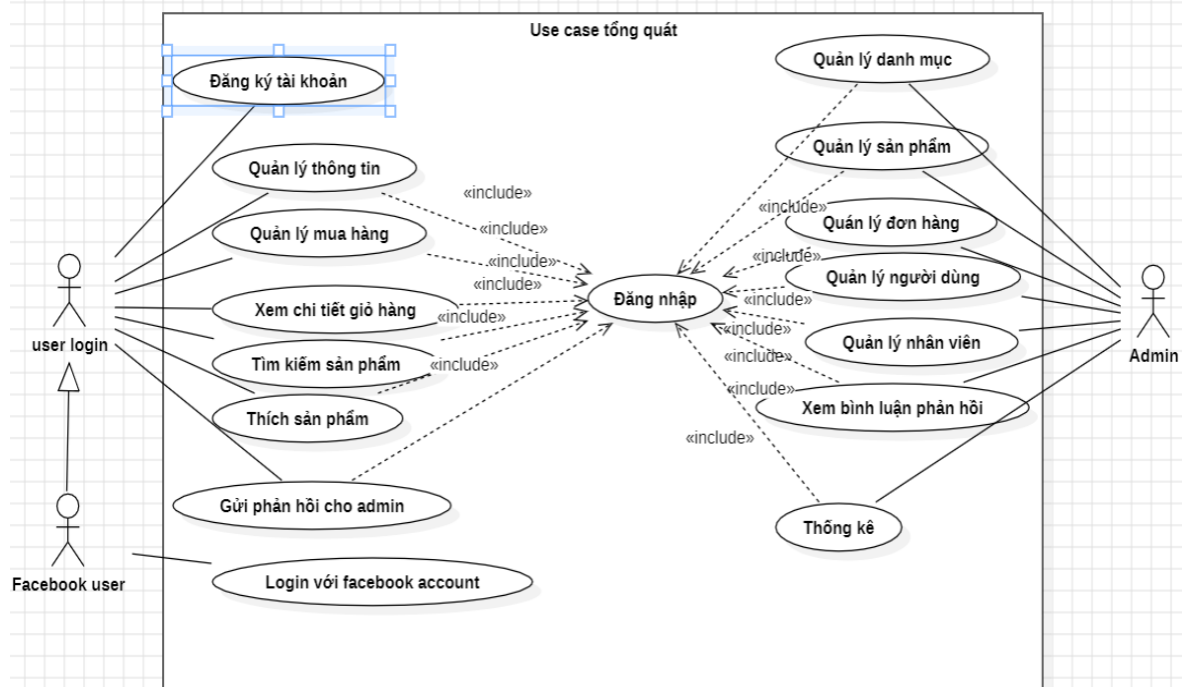 Use case tổng quát
Đăng ký tài khoản
Quản lý thông tin
Quản lý mua hàng
Xem chi tiết giỏ hàng
Tìm kiếm sản phẩm
Thích sản phẩm
Gửi phản hồi cho admin
Login với facebook account
user login
Facebook user
«include»
«include»
«include»
«include»
«include»
«include»
Đăng nhập
«include»
«include»
«include»
«include»
«include»
«include»
«include»
Quản lý danh mục
Quản lý sản phẩm
Quán lý đơn hàng
Quản lý người dùng
Quản lý nhân viên
Xem bình luận phản hồi
Thống kê
Admin